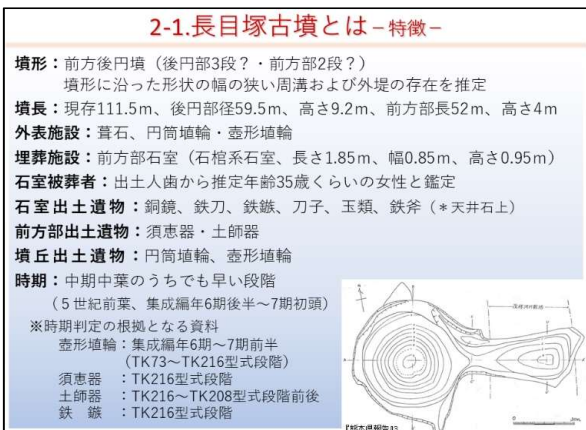 2-1.長目塚古墳とは－特徴－
墳形：前方後円墳（後円部3段？・前方部2段？）
墳形に沿った形状の幅の狭い周溝および外堤の存在を推定
墳長：現存111.5m、後円部径59.5m、高さ9.2m、前方部長52m、高さ4m
外表施設：葺石、円筒埴輪・壺形埴輪
埋葬施設：前方部石室（石棺系石室、長さ1.85m、幅0.85m、高さ0.95m）
石室被葬者：出土人歯から推定年齢35歳くらいの女性と鑑定
石室出土遺物：銅鏡、鉄刀、鉄鏃、刀子、玉類、鉄斧（＊天井石上）
前方部出土遺物：須恵器・土師器
墳丘出土遺物：円筒埴輪、壺形埴輪
時期：中期中葉のうちでも早い段階
（5世紀前葉、集成編年6期後半～7期初頭）
※時期判定の根拠となる資料
壺形埴輪：集成編年6期～7期前半
（TK73～TK216型式段階）
須恵器　：TK216型式段階
土師器　：TK216～TK208型式段階前後
鉄　鏃　：TK216型式段階